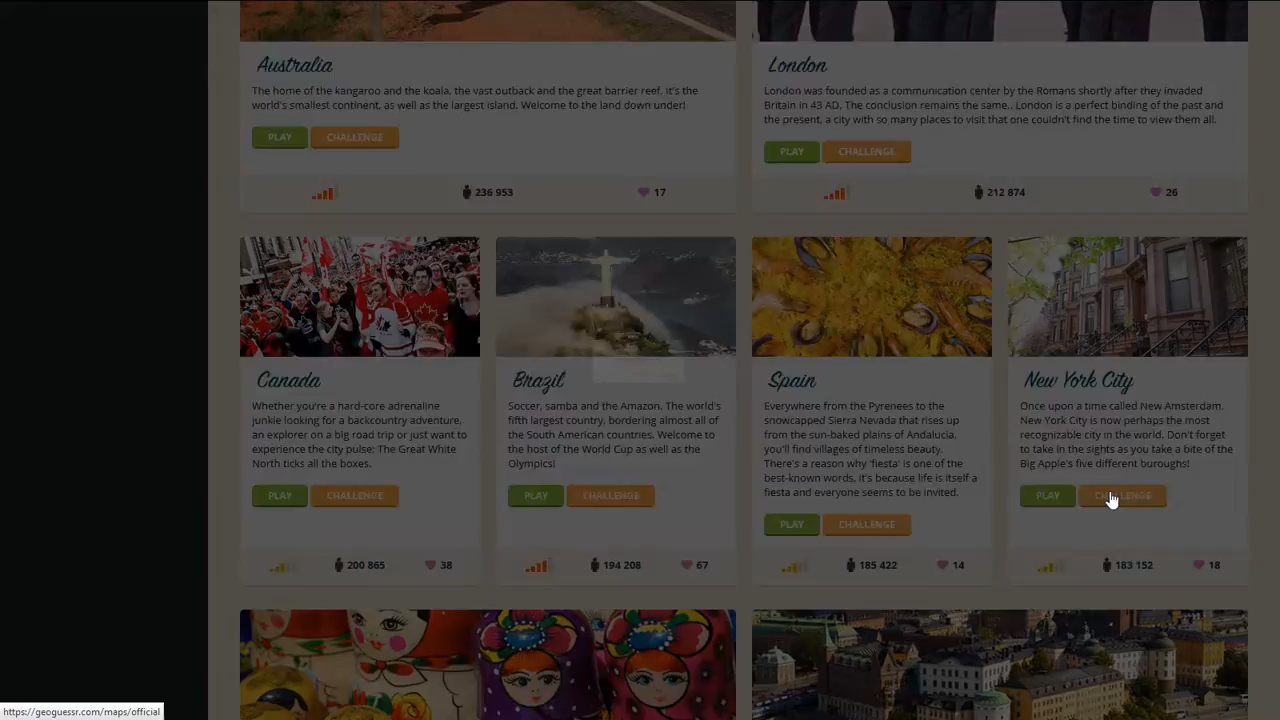 Australia
The home of the kangaroo and the koala, the vast outback and the great barrier reef. It's the
world's smallest continent, as well as the largest island. Welcome to the land down under!
PLAY CHALLENGE
236 953 17
London
London was founded as a communication center by the Romans shortly after they invaded
Britain in 43 AD. The conclusion remains the same.. London is a perfect binding of the past and
the present, a city with so many places to visit that one couldn't find the time to view them all.
PLAY CHALLENGE
212 874 26
Canada
Whether you're a hard-core adrenaline
junkie looking for a backcountry adventure,
an explorer on a big road trip or just want to
experience the city pulse; The Great White
North ticks all the boxes.
PLAY CHALLENGE
200 865 38
Brazil
Soccer, samba and the Amazon. The world's
fifth largest country, bordering almost all of
the South American countries. Welcome to
the host of the World Cup as well as the
Olympics!
PLAY CHALLENGE
194 208 67
Spain
Everywhere from the Pyrenees to the
snowcapped Sierra Nevada that rises up
from the sun-baked plains of Andalucía,
you'll find villages of timeless beauty.
There's a reason why 'fiesta' is one of the
best-known words, it's because life is itself a
fiesta and everyone seems to be invited.
PLAY CHALLENGE
185 422 14
New York City
Once upon a time called New Amsterdam.
New York City is now perhaps the most
recognizable city in the world. Don't forget
to take in the sights as you take a bite of the
Big Apple's five different buroughs!
PLAY CHALLENGE
183 152 18
https://geoguessr.com/maps/official